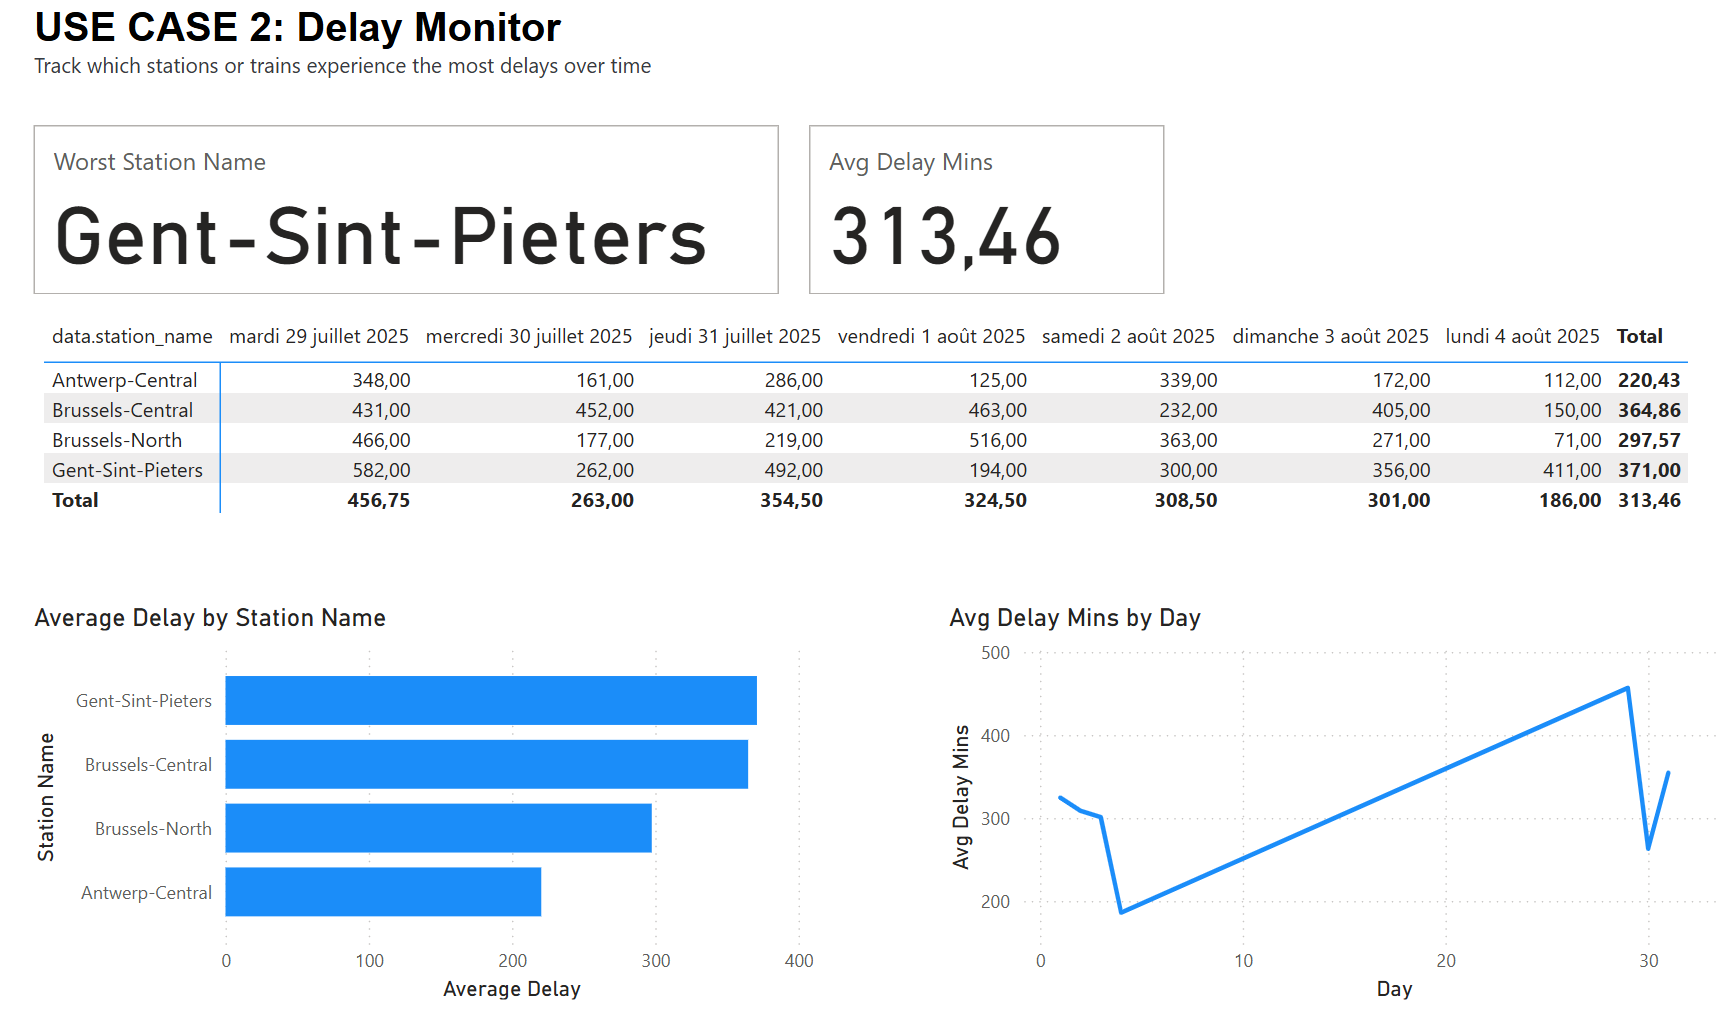 USE CASE 2: Delay Monitor
Track which stations or trains experience the most delays over time
Worst Station Name
Gent-Sint-Pieters
Avg Delay Mins
313,46
data.station_name mardi 29 juillet 2025 mercredi 30 juillet 2025 jeudi 31 juillet 2025 vendredi 1 août 2025 samedi 2 août 2025 dimanche 3 août 2025 lundi 4 août 2025 Total
Antwerp-Central 348,00 161,00 286,00 125,00 339,00 172,00 112,00 220,43
Brussels-Central 431,00 452,00 421,00 463,00 232,00 405,00 150,00 364,86
Brussels-North 466,00 177,00 219,00 516,00 363,00 271,00 71,00 297,57
Gent-Sint-Pieters 582,00 262,00 492,00 194,00 300,00 356,00 411,00 371,00
Total 456,75 263,00 354,50 324,50 308,50 301,00 186,00 313,46
Average Delay by Station Name
Station Name
Gent-Sint-Pieters
Brussels-Central
Brussels-North
Antwerp-Central
0 100 200 300 400
Average Delay
Avg Delay Mins by Day
Avg Delay Mins
500
400
300
200
0 10 20 30
Day